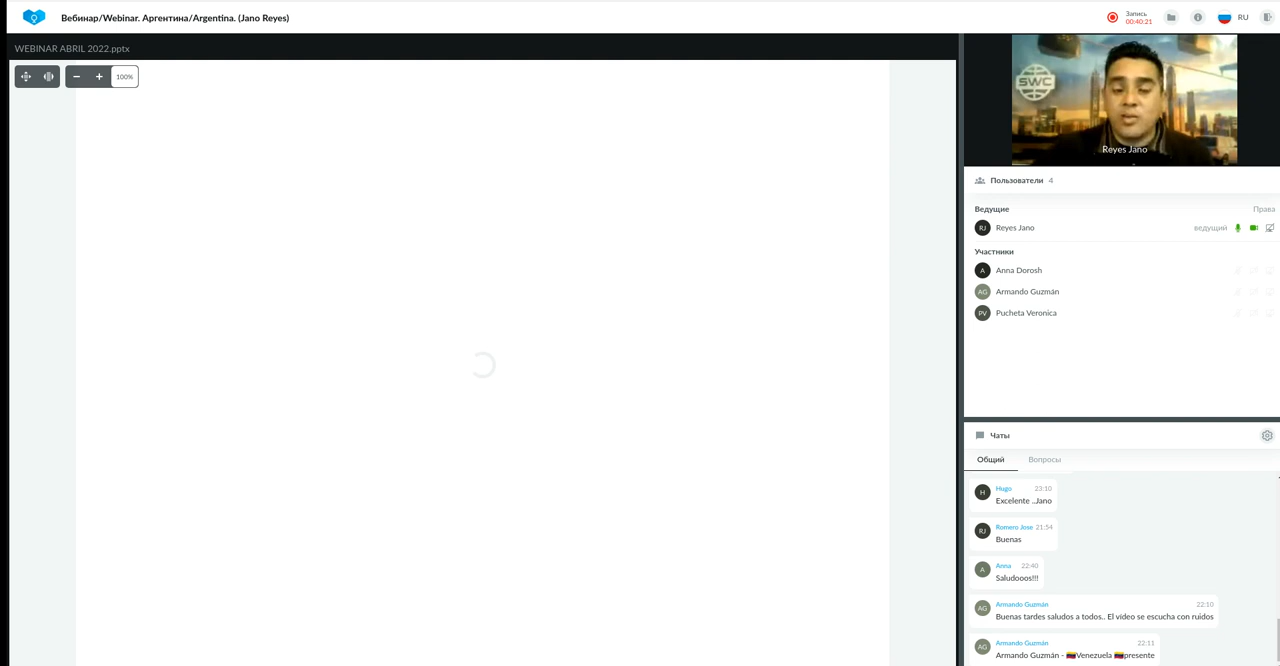 Вебинар/Webinar. Аргентина/Argentina. (Jano Reyes)
Запись
00:40:21
RU
WEBINAR ABRIL 2022.pptx
100%
SWC
Reyes Jano
Пользователи 4
Ведущие Права
RJ Reyes Jano ведущий
Участники
A Anna Dorosh
AG Armando Guzmán
PV Pucheta Veronica
Чаты
Общий Вопросы
H Hugo 23:10
Excelente ..Jano
RJ Romero Jose 21:54
Buenas
A Anna 22:40
Saludooos!!!
AG Armando Guzmán 22:10
Buenas tardes saludos a todos.. El video se escucha con ruidos
AG Armando Guzmán 22:11
Armando Guzmán - 🇻🇪Venezuela 🇻🇪presente